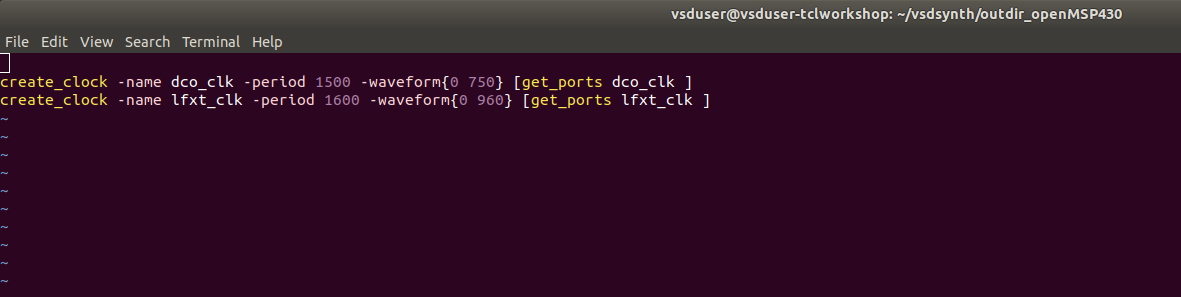 vsduser@vsduser-tclworkshop: ~/vsdsynth/outdir_openMSP430
File Edit View Search Terminal Help
create_clock -name dco_clk -period 1500 -waveform{0 750} [get_ports dco_clk ]
create_clock -name lfxt_clk -period 1600 -waveform{0 960} [get_ports lfxt_clk ]
~
~
~
~
~
~
~
~
~
~